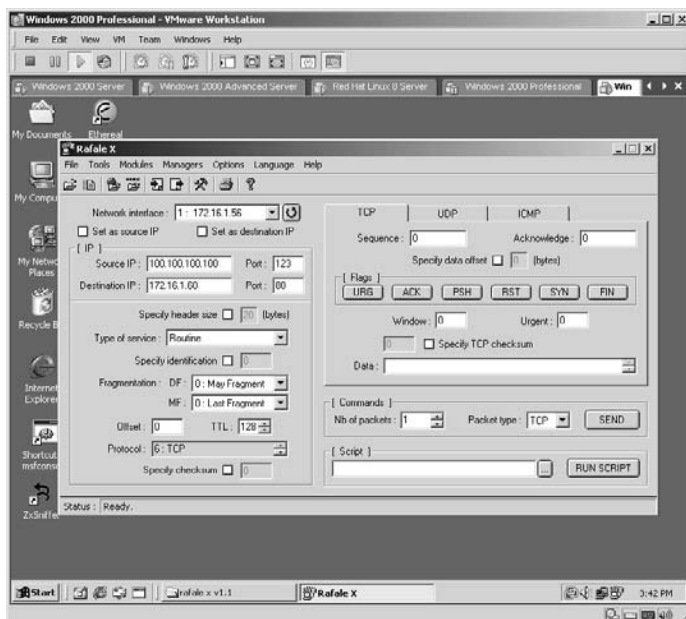 Windows 2000 Professional - VMware Workstation
File Edit View VM Team Windows Help
Windows 2000 Server Windows 2000 Advanced Server Red Hat Linux 8 Server Windows 2000 Professional Win
My Documents Ethereal
Rafale X
File Tools Modules Managers Options Language Help
My Compu
Network interface : 1 : 172.16.1.56
Set as source IP Set as destination IP
[ IP ]
Source IP : 100.100.100.100 Port : 123
Destination IP : 172.16.1.60 Port : 80
Specify header size 20 (bytes)
Type of service : Routine
Specify identification 0
Fragmentation : DF : 0 : May Fragment
MF : 0 : Last Fragment
Offset : 0 TTL : 128
Protocol : 6 : TCP
Specify checksum 0
TCP UDP ICMP
Sequence : 0 Acknowledge : 0
Specify data offset 0 (bytes)
[ Flags ]
URG ACK PSH RST SYN FIN
Window : 0 Urgent : 0
0 Specify TCP checksum
Data :
[ Commands ]
Nb of packets : 1 Packet type : TCP SEND
[ Script ]
... RUN SCRIPT
Status : Ready.
My Netwo
Places
Recycle B
Internet
Explore
Shortcut
msfcons
ZxSniffe
Start rafale x v1.1 Rafale X 3:42 PM